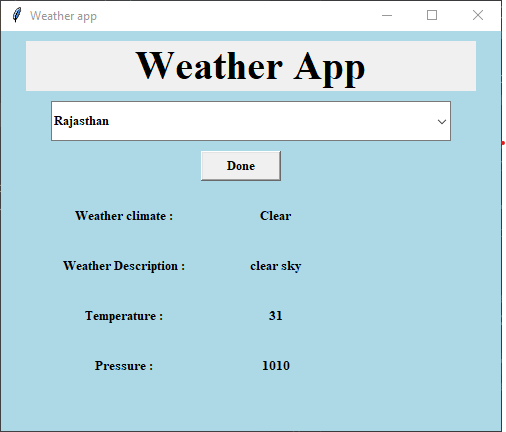 Weather app
Weather App
Rajasthan
Done
Weather climate : Clear
Weather Description : clear sky
Temperature : 31
Pressure : 1010